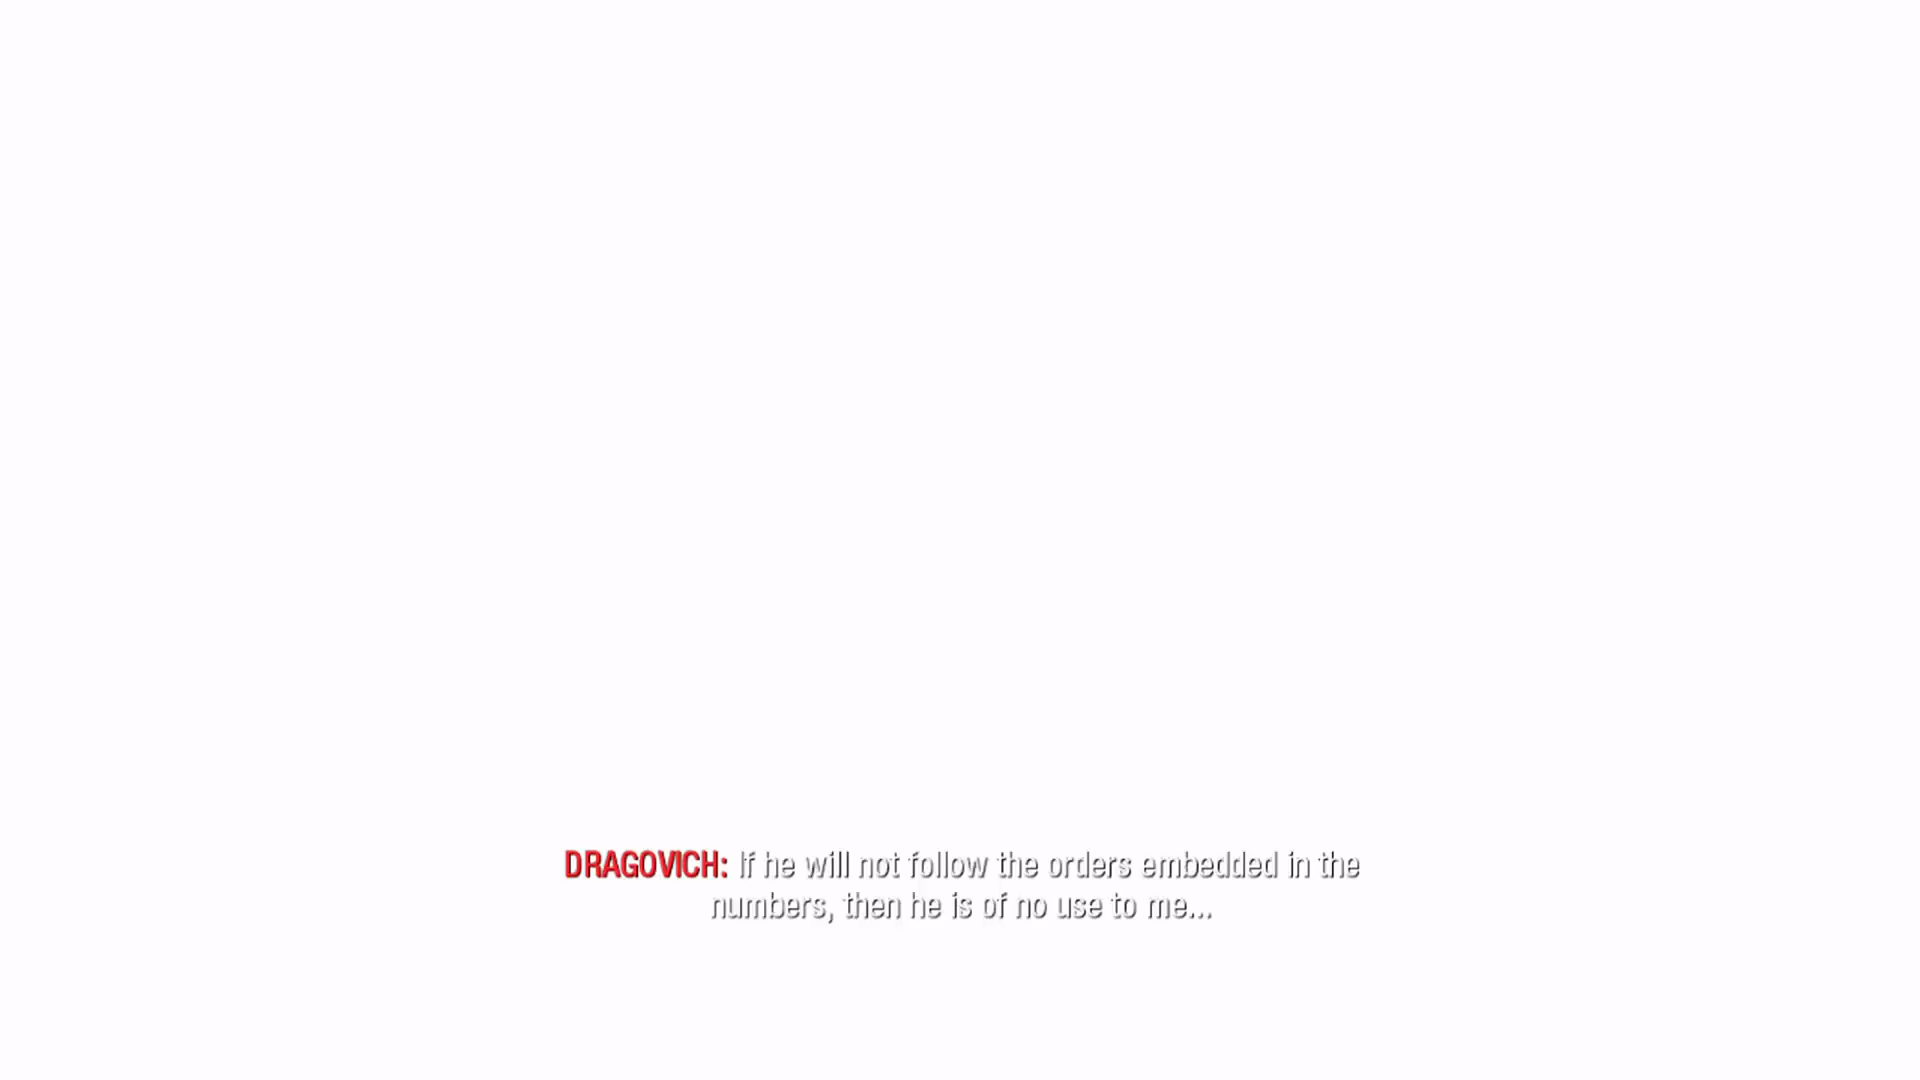 DRAGOVICH: If he will not follow the orders embedded in the
numbers, then he is of no use to me...